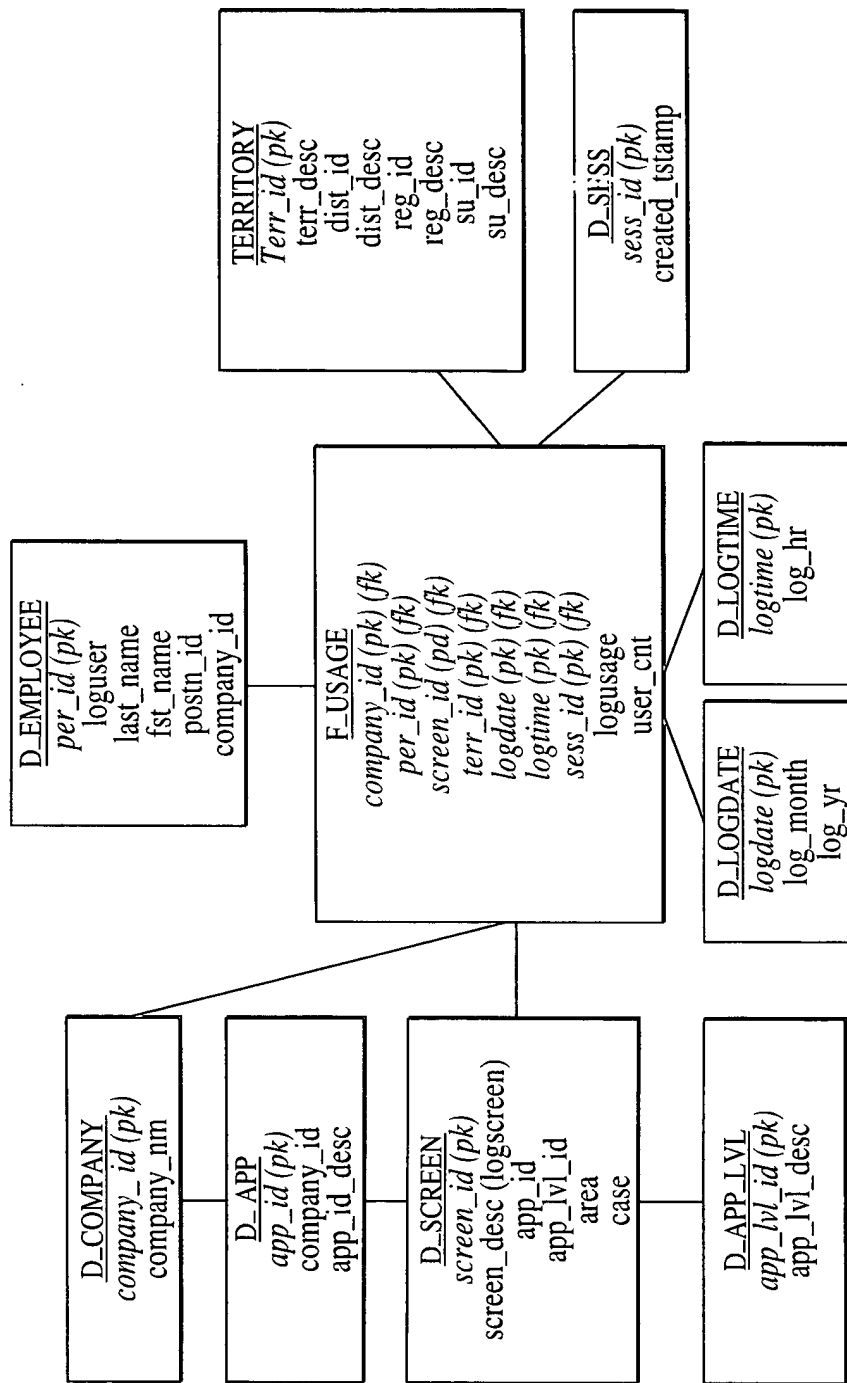 D_COMPANY
company_ id (pk)
company_nm
D_APP
app_id (pk)
company_id
app_id_desc
D_SCREEN
screen_id (pk)
screen_desc (logscreen)
app_id
app_lvl_id
area
case
D_APP_LVL
app_lvl_id (pk)
app_lvl_desc
D_EMPLOYEE
per_id (pk)
loguser
last_name
fst_name
postn_id
company_id
F_USAGE
company_id (pk) (fk)
per_id (pk) (fk)
screen_id (pd) (fk)
terr_id (pk) (fk)
logdate (pk) (fk)
logtime (pk) (fk)
sess_id (pk) (fk)
logusage
user_cnt
D_LOGDATE
logdate (pk)
log_month
log_yr
D_LOGTIME
logtime (pk)
log_hr
TERRITORY
Terr_id (pk)
terr_desc
dist_id
dist_desc
reg_id
reg_desc
su_id
su_desc
D_SESS
sess_id (pk)
created_tstamp